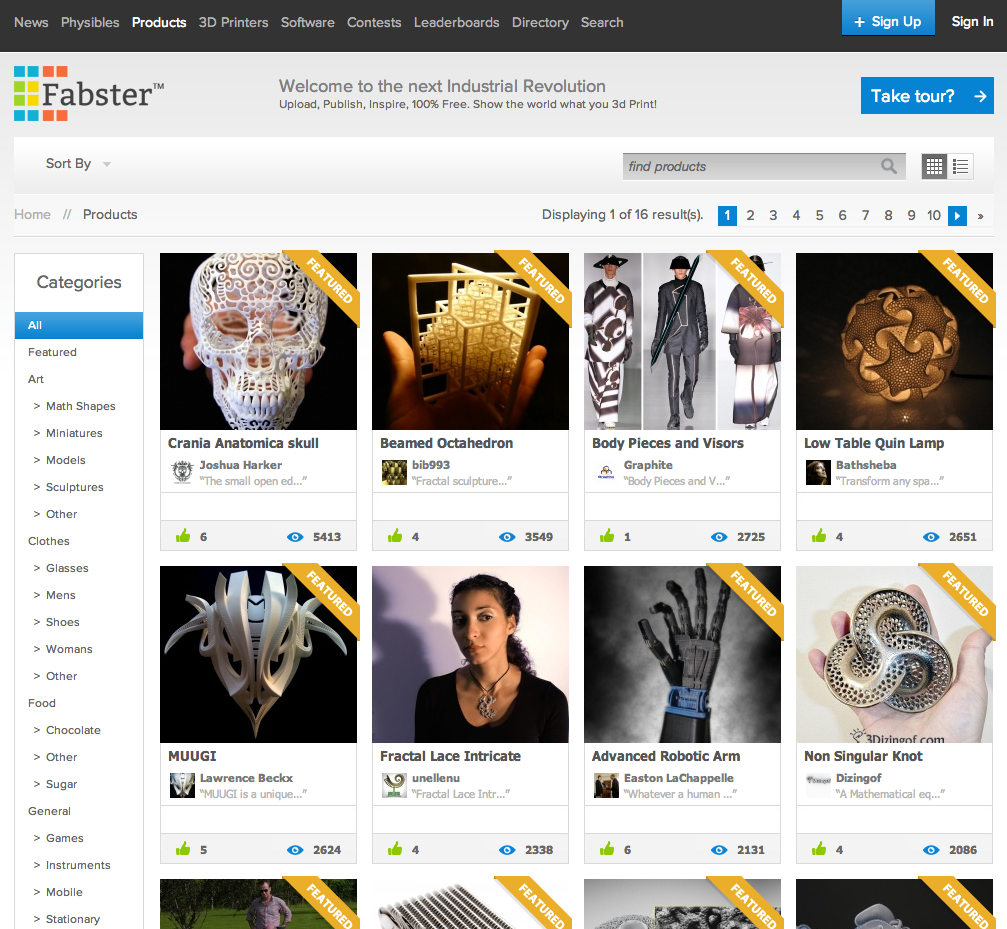 News Physibles Products 3D Printers Software Contests Leaderboards Directory Search + Sign Up Sign In
Fabster™
Welcome to the next Industrial Revolution
Upload, Publish, Inspire, 100% Free. Show the world what you 3d Print!
Take tour? →
Sort By
find products
Home // Products
Displaying 1 of 16 result(s). 1 2 3 4 5 6 7 8 9 10 »
Categories
All
Featured
Art
> Math Shapes
> Miniatures
> Models
> Sculptures
> Other
Clothes
> Glasses
> Mens
> Shoes
> Womans
> Other
Food
> Chocolate
> Other
> Sugar
General
> Games
> Instruments
> Mobile
> Stationary
FEATURED
Crania Anatomica skull
Joshua Harker
"The small open ed..."
6 5413
FEATURED
Beamed Octahedron
bib993
"Fractal sculpture..."
4 3549
FEATURED
Body Pieces and Visors
Graphite
"Body Pieces and V..."
1 2725
FEATURED
Low Table Quin Lamp
Bathsheba
"Transform any spa..."
4 2651
FEATURED
MUUGI
Lawrence Beckx
"MUUGI is a unique..."
5 2624
Fractal Lace Intricate
unellenu
"Fractal Lace Intr..."
4 2338
FEATURED
Advanced Robotic Arm
Easton LaChappelle
"Whatever a human ..."
6 2131
FEATURED
3Dizingof.com
Non Singular Knot
Dizingof
"A Mathematical eq..."
4 2086
FEATURED
FEATURED
FEATURED
FEATURED